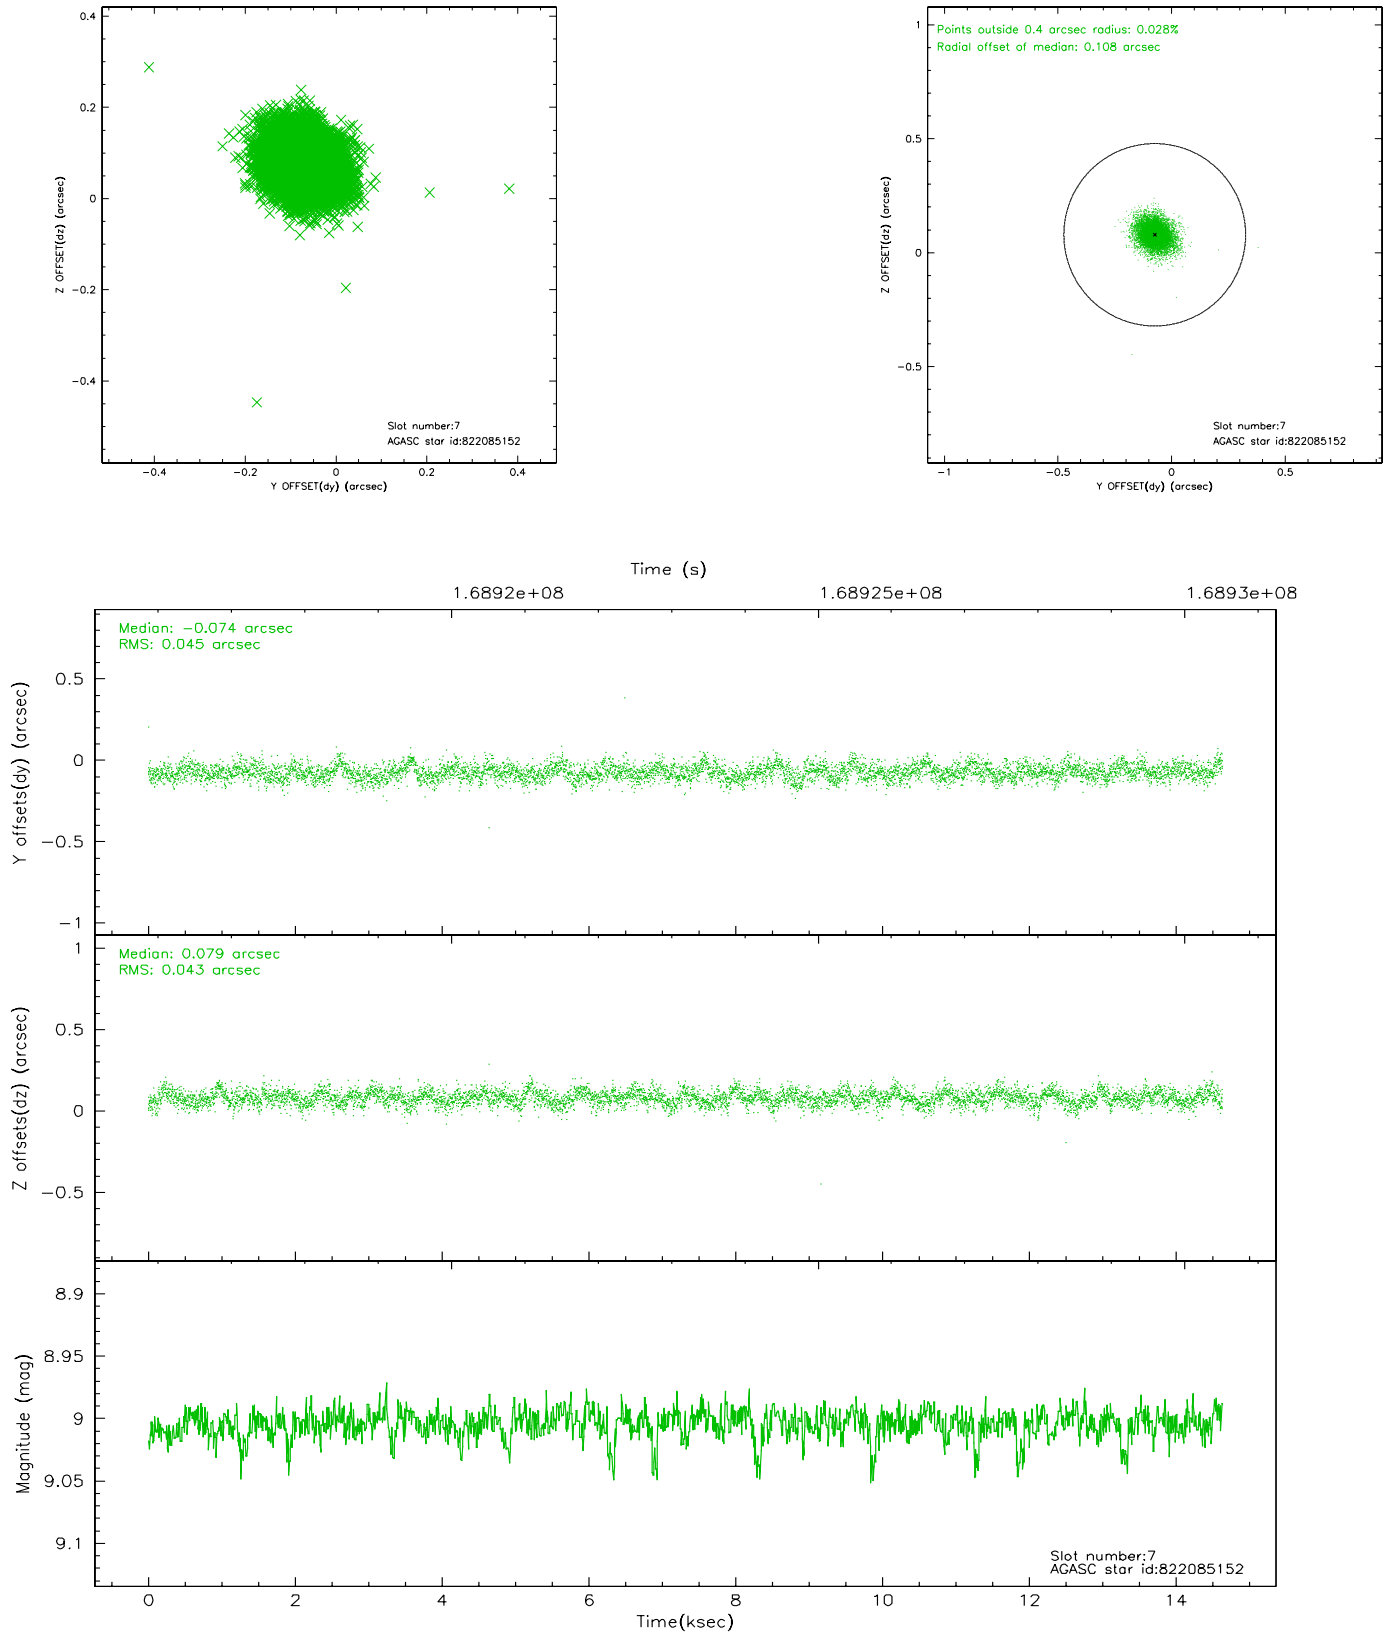 0.4
0.2
0
−0.2
−0.4
Z OFFSET(dz) (arcsec)
Slot number:7
AGASC star id:822085152
−0.4 −0.2 0 0.2 0.4
Y OFFSET(dy) (arcsec)
Points outside 0.4 arcsec radius: 0.028%
Radial offset of median: 0.108 arcsec
1
0.5
0
−0.5
Z OFFSET(dz) (arcsec)
Slot number:7
AGASC star id:822085152
−1 −0.5 0 0.5
Y OFFSET(dy) (arcsec)
Time (s)
1.6892e+08 1.68925e+08 1.6893e+08
Median: −0.074 arcsec
RMS: 0.045 arcsec
0.5
0
−0.5
−1
Y offsets(dy) (arcsec)
Median: 0.079 arcsec
RMS: 0.043 arcsec
1
0.5
0
−0.5
Z offsets(dz) (arcsec)
8.9
8.95
9
9.05
9.1
Magnitude (mag)
Slot number:7
AGASC star id:822085152
0 2 4 6 8 10 12 14
Time(ksec)